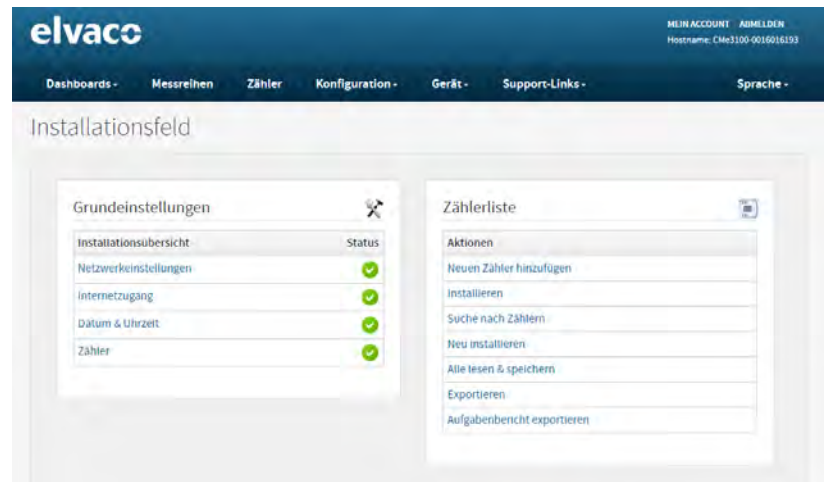 elvaco
MEIN ACCOUNT ABMELDEN
Hostname: CMe3100-0016016193
Dashboards Messreihen Zähler Konfiguration Gerät Support-Links Sprache
Installationsfeld
Grundeinstellungen
Installationsübersicht Status
Netzwerkeinstellungen
Internetzugang
Datum & Uhrzeit
Zähler
Zählerliste
Aktionen
Neuen Zähler hinzufügen
Installieren
Suche nach Zählern
Neu installieren
Alle lesen & speichern
Exportieren
Aufgabenbericht exportieren